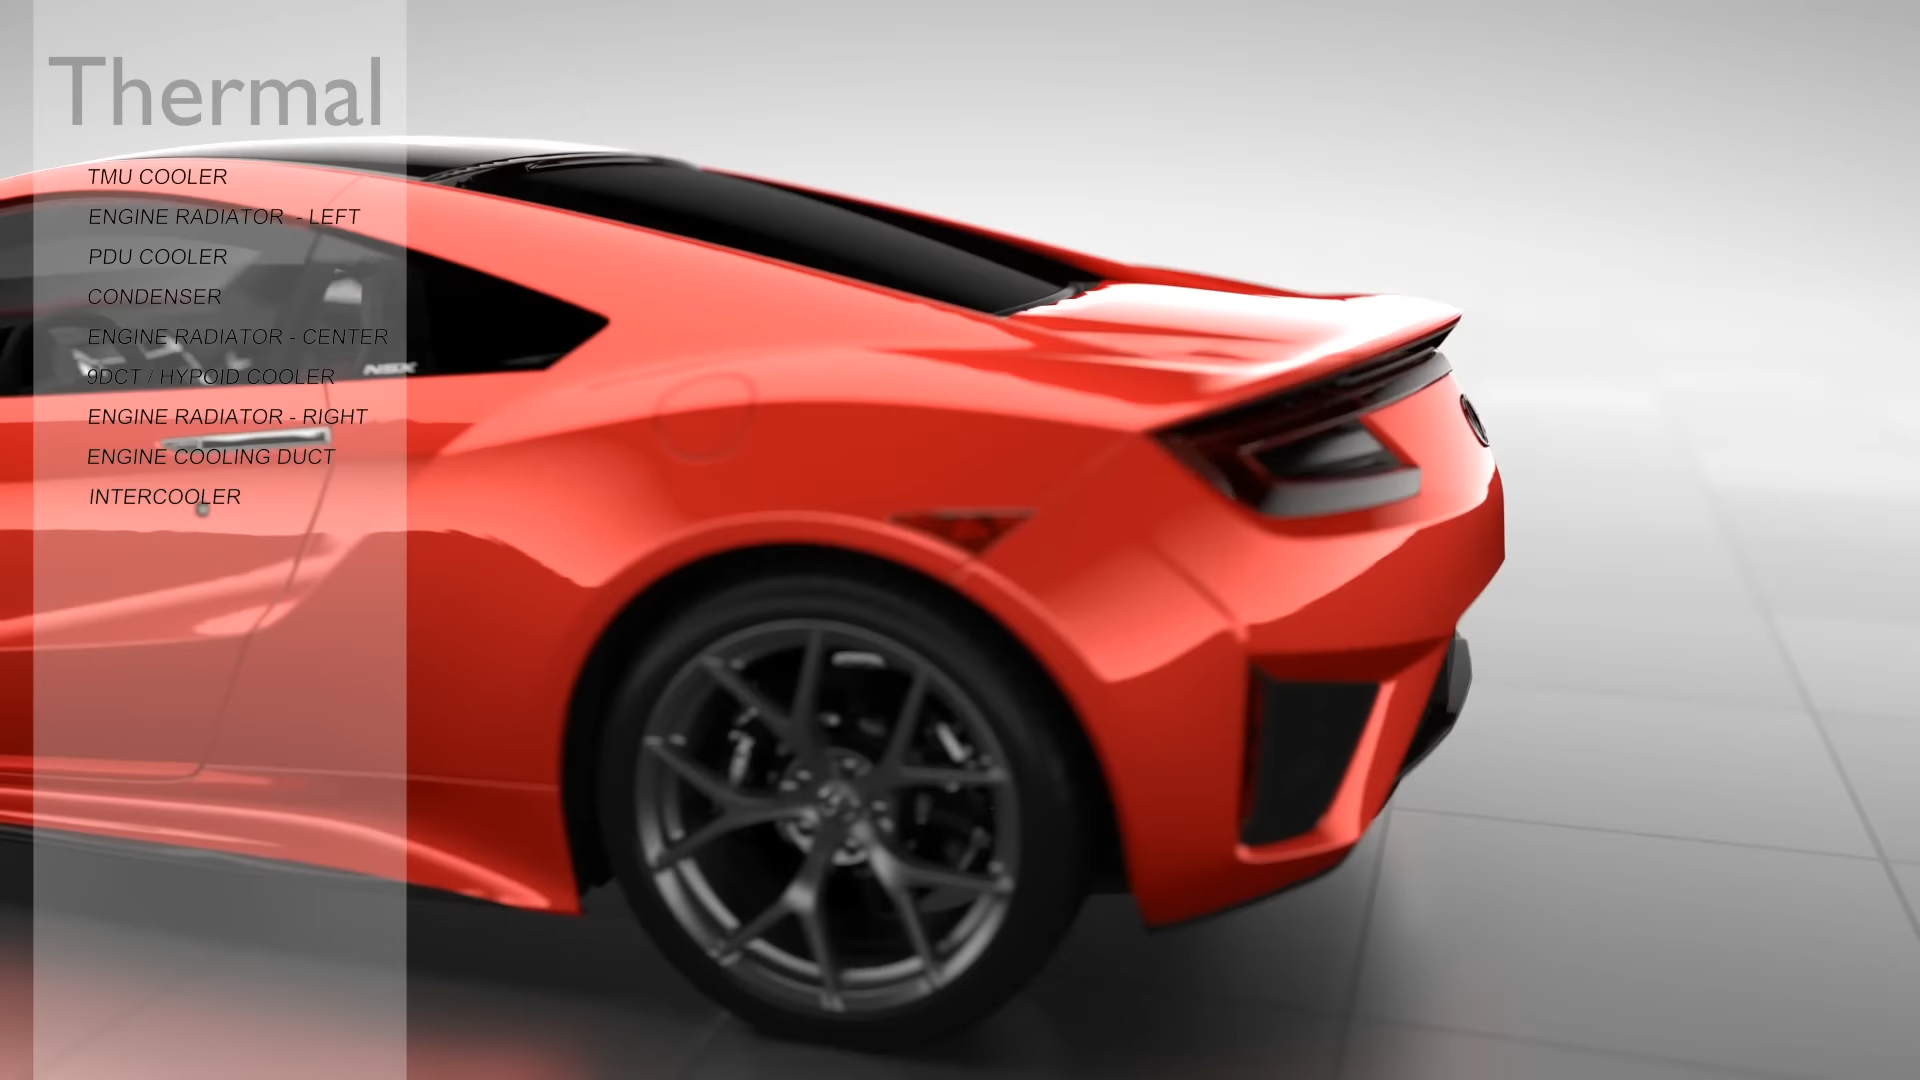 Thermal
TMU COOLER
ENGINE RADIATOR - LEFT
PDU COOLER
CONDENSER
ENGINE RADIATOR - CENTER
NSX
9DCT / HYPOID COOLER
ENGINE RADIATOR - RIGHT
ENGINE COOLING DUCT
INTERCOOLER